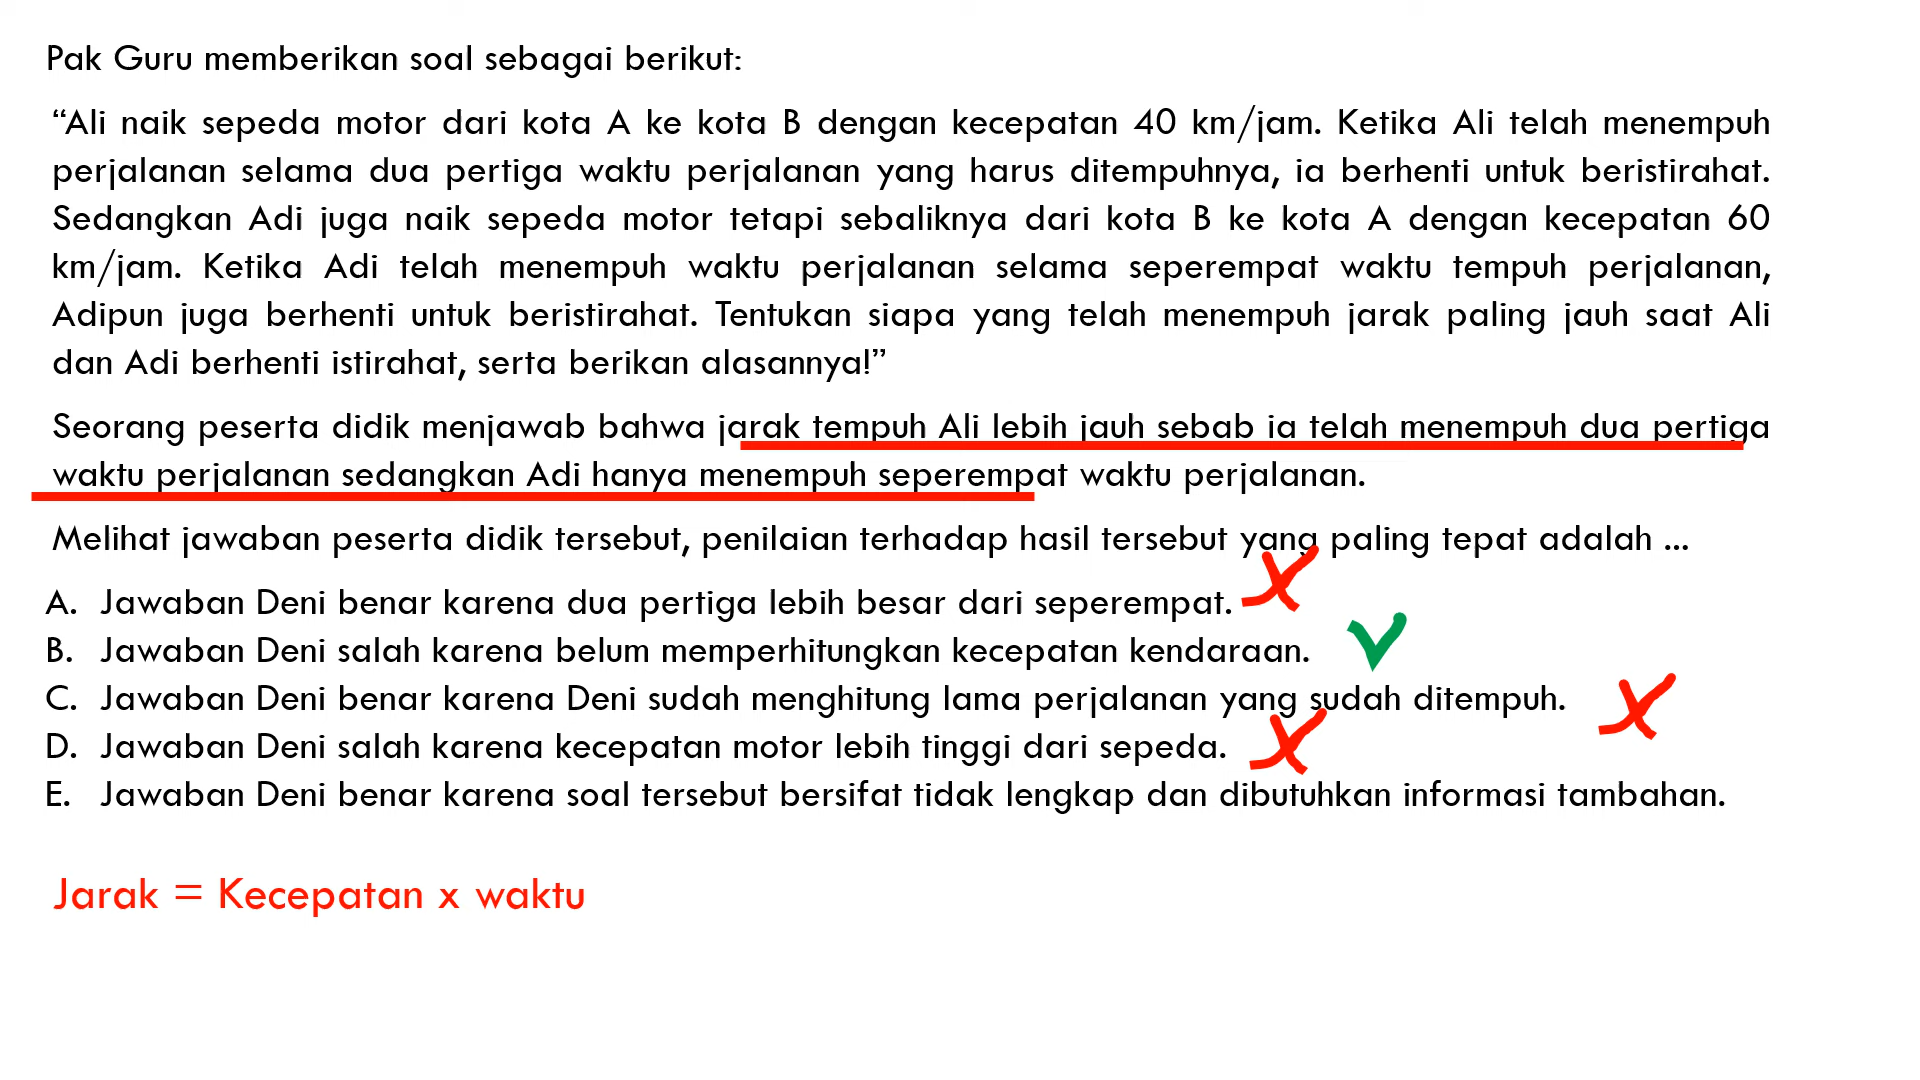 Pak Guru memberikan soal sebagai berikut:
“Ali naik sepeda motor dari kota A ke kota B dengan kecepatan 40 km/jam. Ketika Ali telah menempuh
perjalanan selama dua pertiga waktu perjalanan yang harus ditempuhnya, ia berhenti untuk beristirahat.
Sedangkan Adi juga naik sepeda motor tetapi sebaliknya dari kota B ke kota A dengan kecepatan 60
km/jam. Ketika Adi telah menempuh waktu perjalanan selama seperempat waktu tempuh perjalanan,
Adipun juga berhenti untuk beristirahat. Tentukan siapa yang telah menempuh jarak paling jauh saat Ali
dan Adi berhenti istirahat, serta berikan alasannya!”
Seorang peserta didik menjawab bahwa jarak tempuh Ali lebih jauh sebab ia telah menempuh dua pertiga
waktu perjalanan sedangkan Adi hanya menempuh seperempat waktu perjalanan.
Melihat jawaban peserta didik tersebut, penilaian terhadap hasil tersebut yang paling tepat adalah ...
A. Jawaban Deni benar karena dua pertiga lebih besar dari seperempat.
B. Jawaban Deni salah karena belum memperhitungkan kecepatan kendaraan.
C. Jawaban Deni benar karena Deni sudah menghitung lama perjalanan yang sudah ditempuh.
D. Jawaban Deni salah karena kecepatan motor lebih tinggi dari sepeda.
E. Jawaban Deni benar karena soal tersebut bersifat tidak lengkap dan dibutuhkan informasi tambahan.
Jarak = Kecepatan x waktu